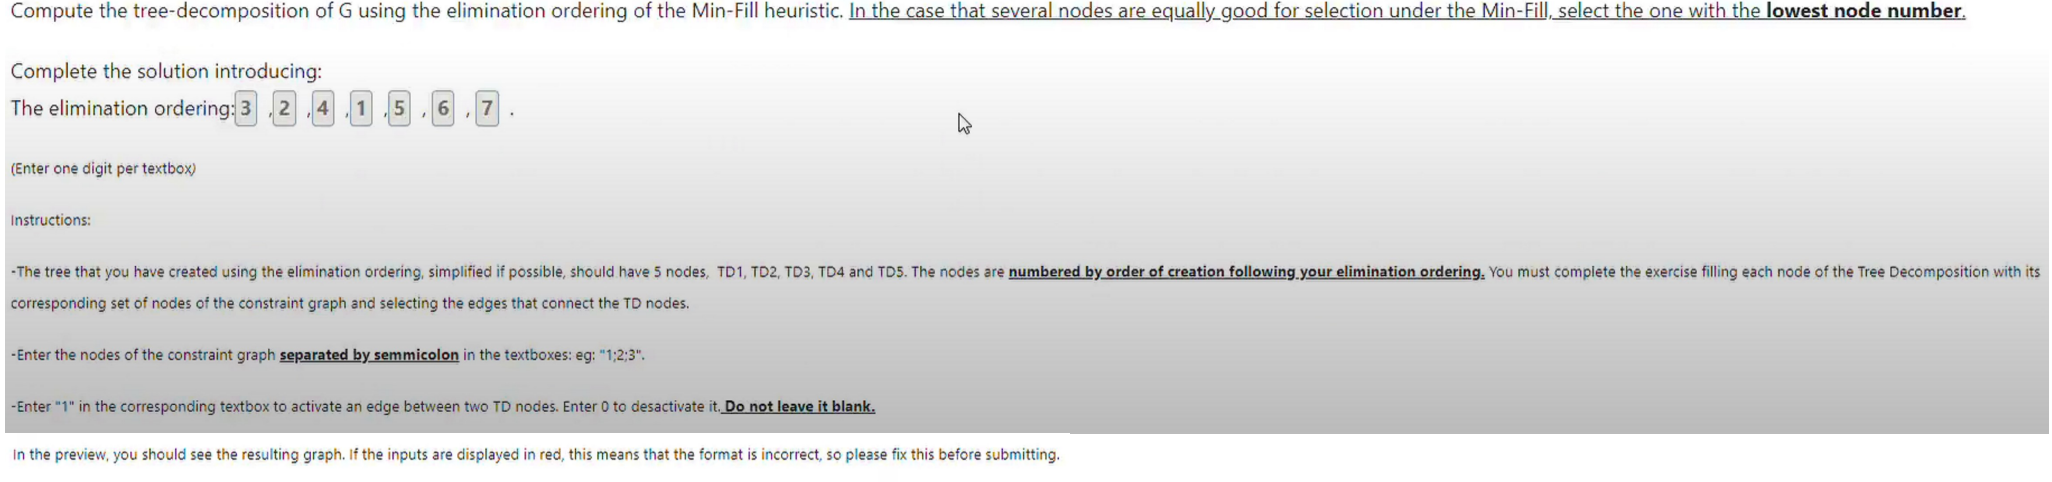 Compute the tree-decomposition of G using the elimination ordering of the Min-Fill heuristic. In the case that several nodes are equally good for selection under the Min-Fill, select the one with the lowest node number.
Complete the solution introducing:
The elimination ordering: 3 , 2 , 4 , 1 , 5 , 6 , 7 .
(Enter one digit per textbox)
Instructions:
-The tree that you have created using the elimination ordering, simplified if possible, should have 5 nodes, TD1, TD2, TD3, TD4 and TD5. The nodes are numbered by order of creation following your elimination ordering. You must complete the exercise filling each node of the Tree Decomposition with its
corresponding set of nodes of the constraint graph and selecting the edges that connect the TD nodes.
-Enter the nodes of the constraint graph separated by semmicolon in the textboxes: eg: "1;2;3".
-Enter "1" in the corresponding textbox to activate an edge between two TD nodes. Enter 0 to desactivate it. Do not leave it blank.
In the preview, you should see the resulting graph. If the inputs are displayed in red, this means that the format is incorrect, so please fix this before submitting.